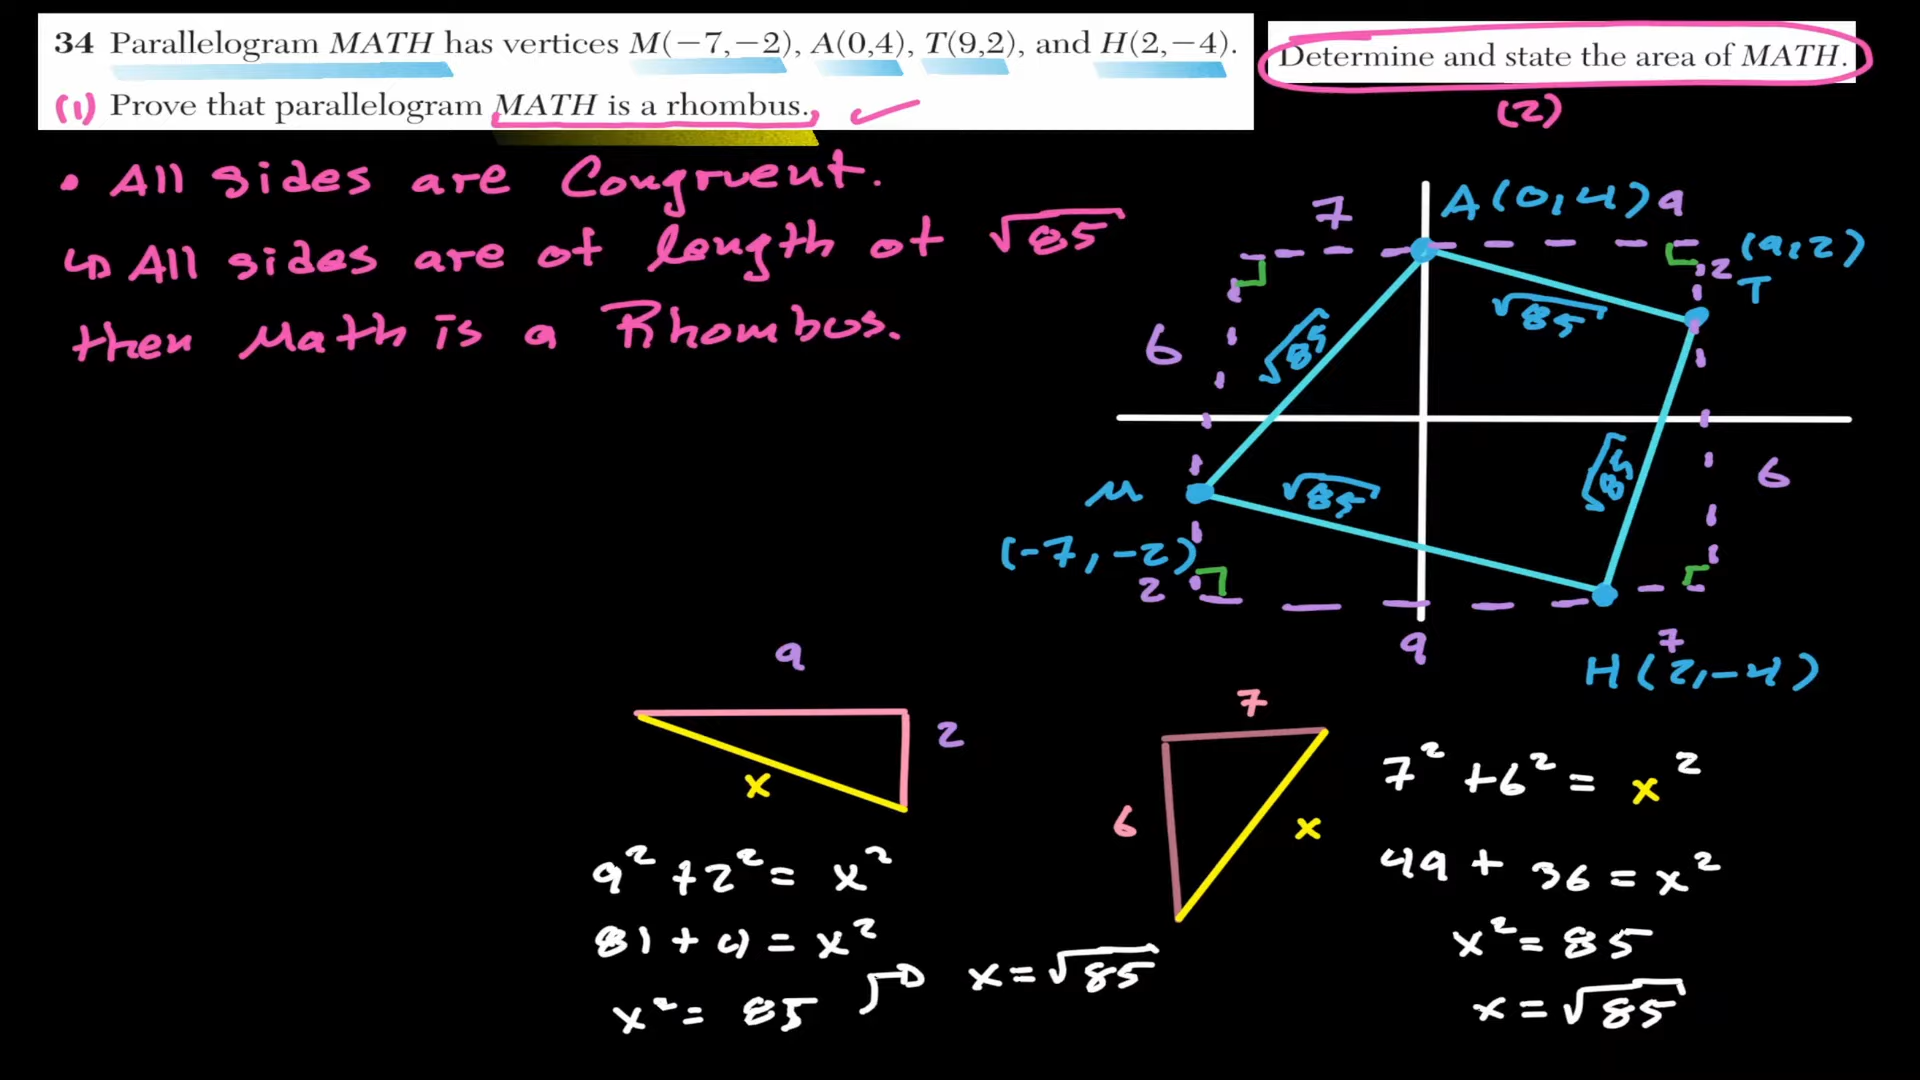 34 Parallelogram MATH has vertices M(−7,−2), A(0,4), T(9,2), and H(2,−4).
Determine and state the area of MATH.
(1) Prove that parallelogram MATH is a rhombus.
(2)
• All sides are Congruent.
↳ All sides are of length of √85
then Math is a Rhombus.
7
A(0,4)
9
(9,2)
2
T
√85
√85
6
M
√85
√85
6
(-7,-2)
2
9
7
H(2,-4)
9
2
x
9² + 2² = x²
81 + 4 = x²
x² = 85
x = √85
7
6
x
7² + 6² = x²
49 + 36 = x²
x² = 85
x = √85